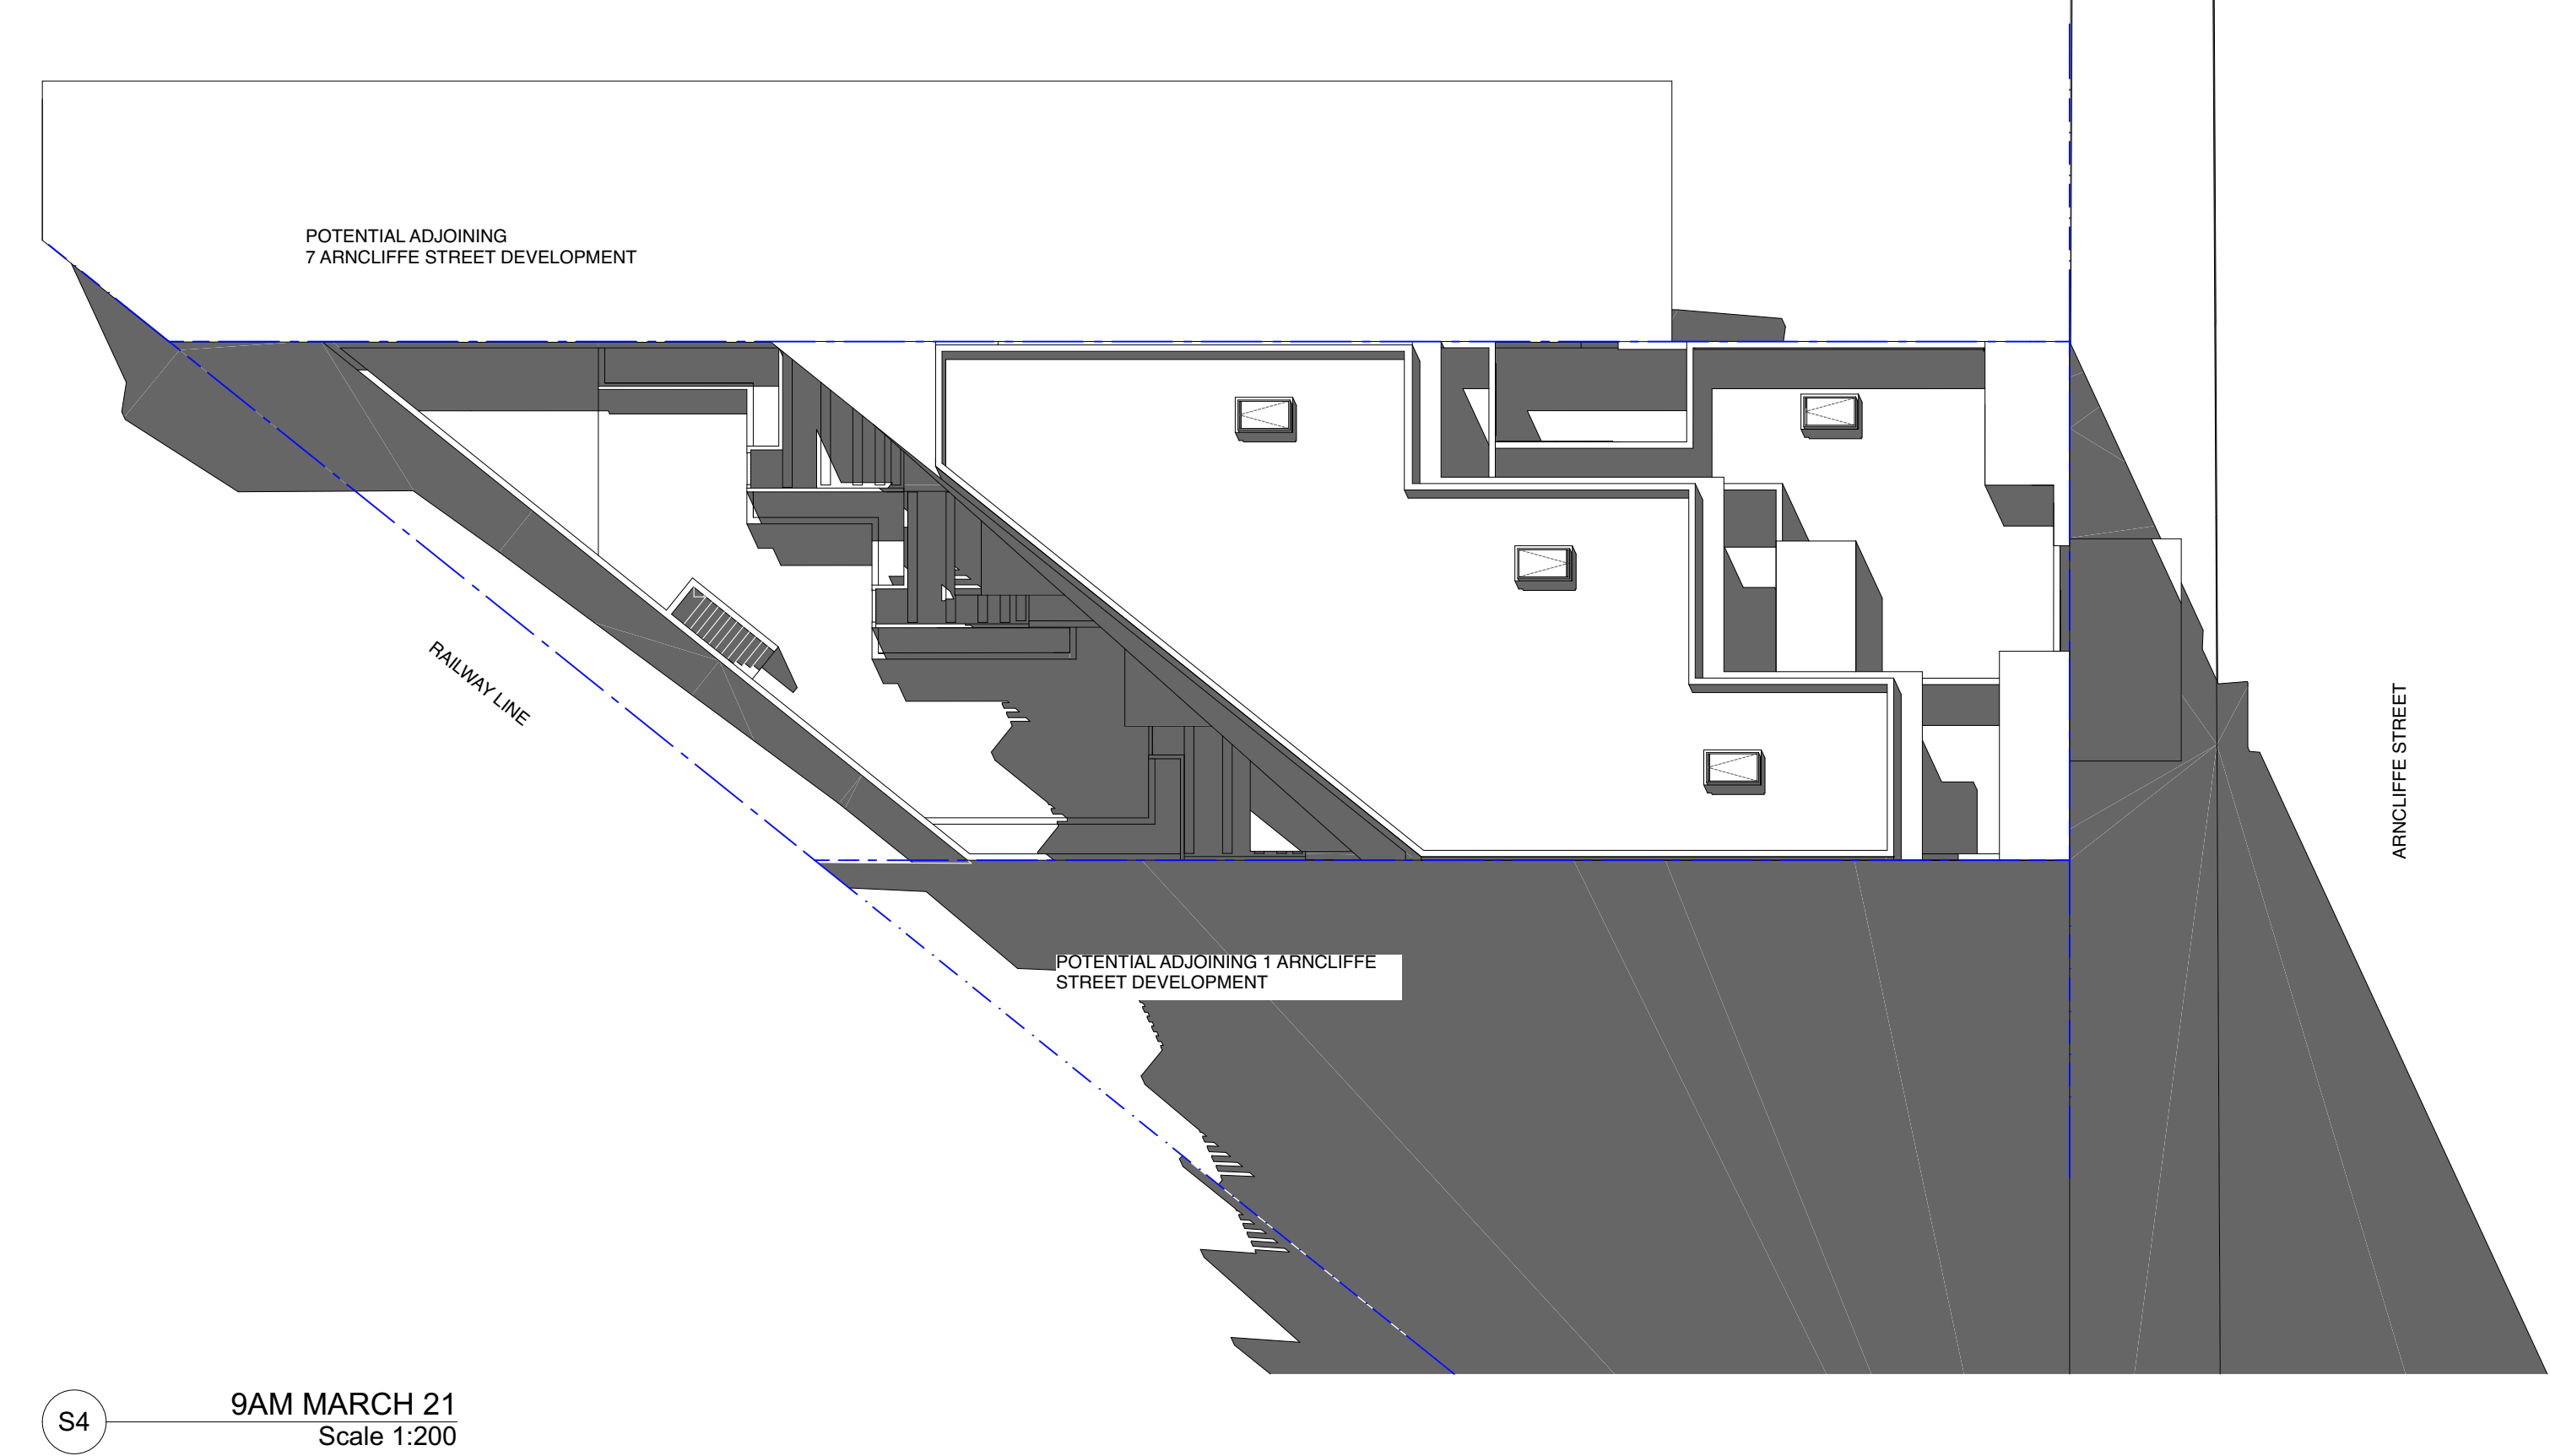 POTENTIAL ADJOINING
7 ARNCLIFFE STREET DEVELOPMENT
RAILWAY LINE
ARNCLIFFE STREET
POTENTIAL ADJOINING 1 ARNCLIFFE
STREET DEVELOPMENT
S4
9AM MARCH 21
Scale 1:200